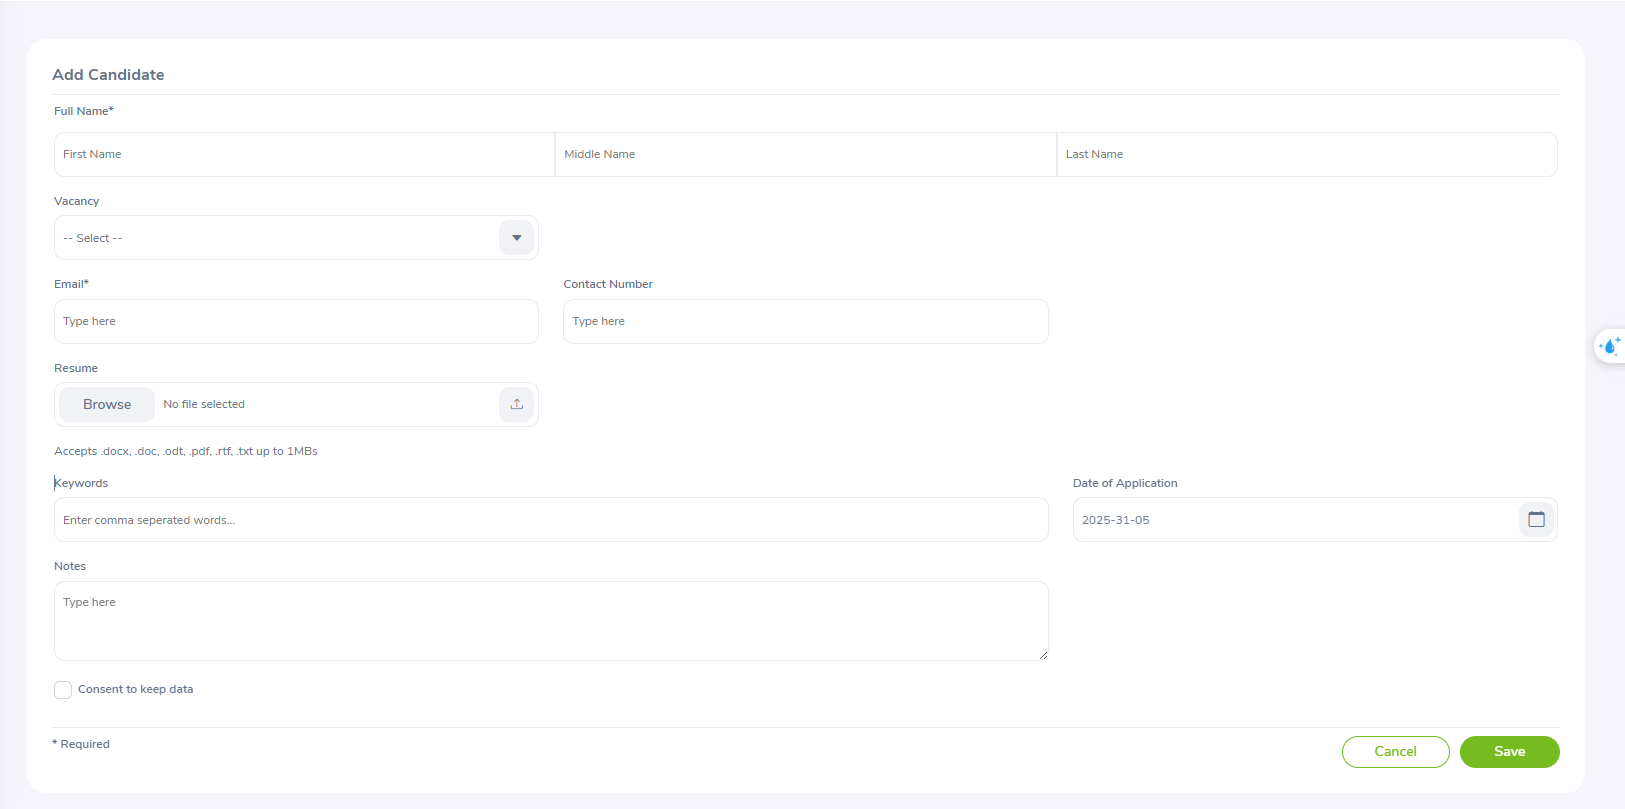 Add Candidate
Full Name*
First Name Middle Name Last Name
Vacancy
-- Select --
Email* Contact Number
Type here Type here
Resume
Browse No file selected
Accepts .docx, .doc, .odt, .pdf, .rtf, .txt up to 1MBs
Keywords Date of Application
Enter comma seperated words... 2025-31-05
Notes
Type here
Consent to keep data
* Required Cancel Save